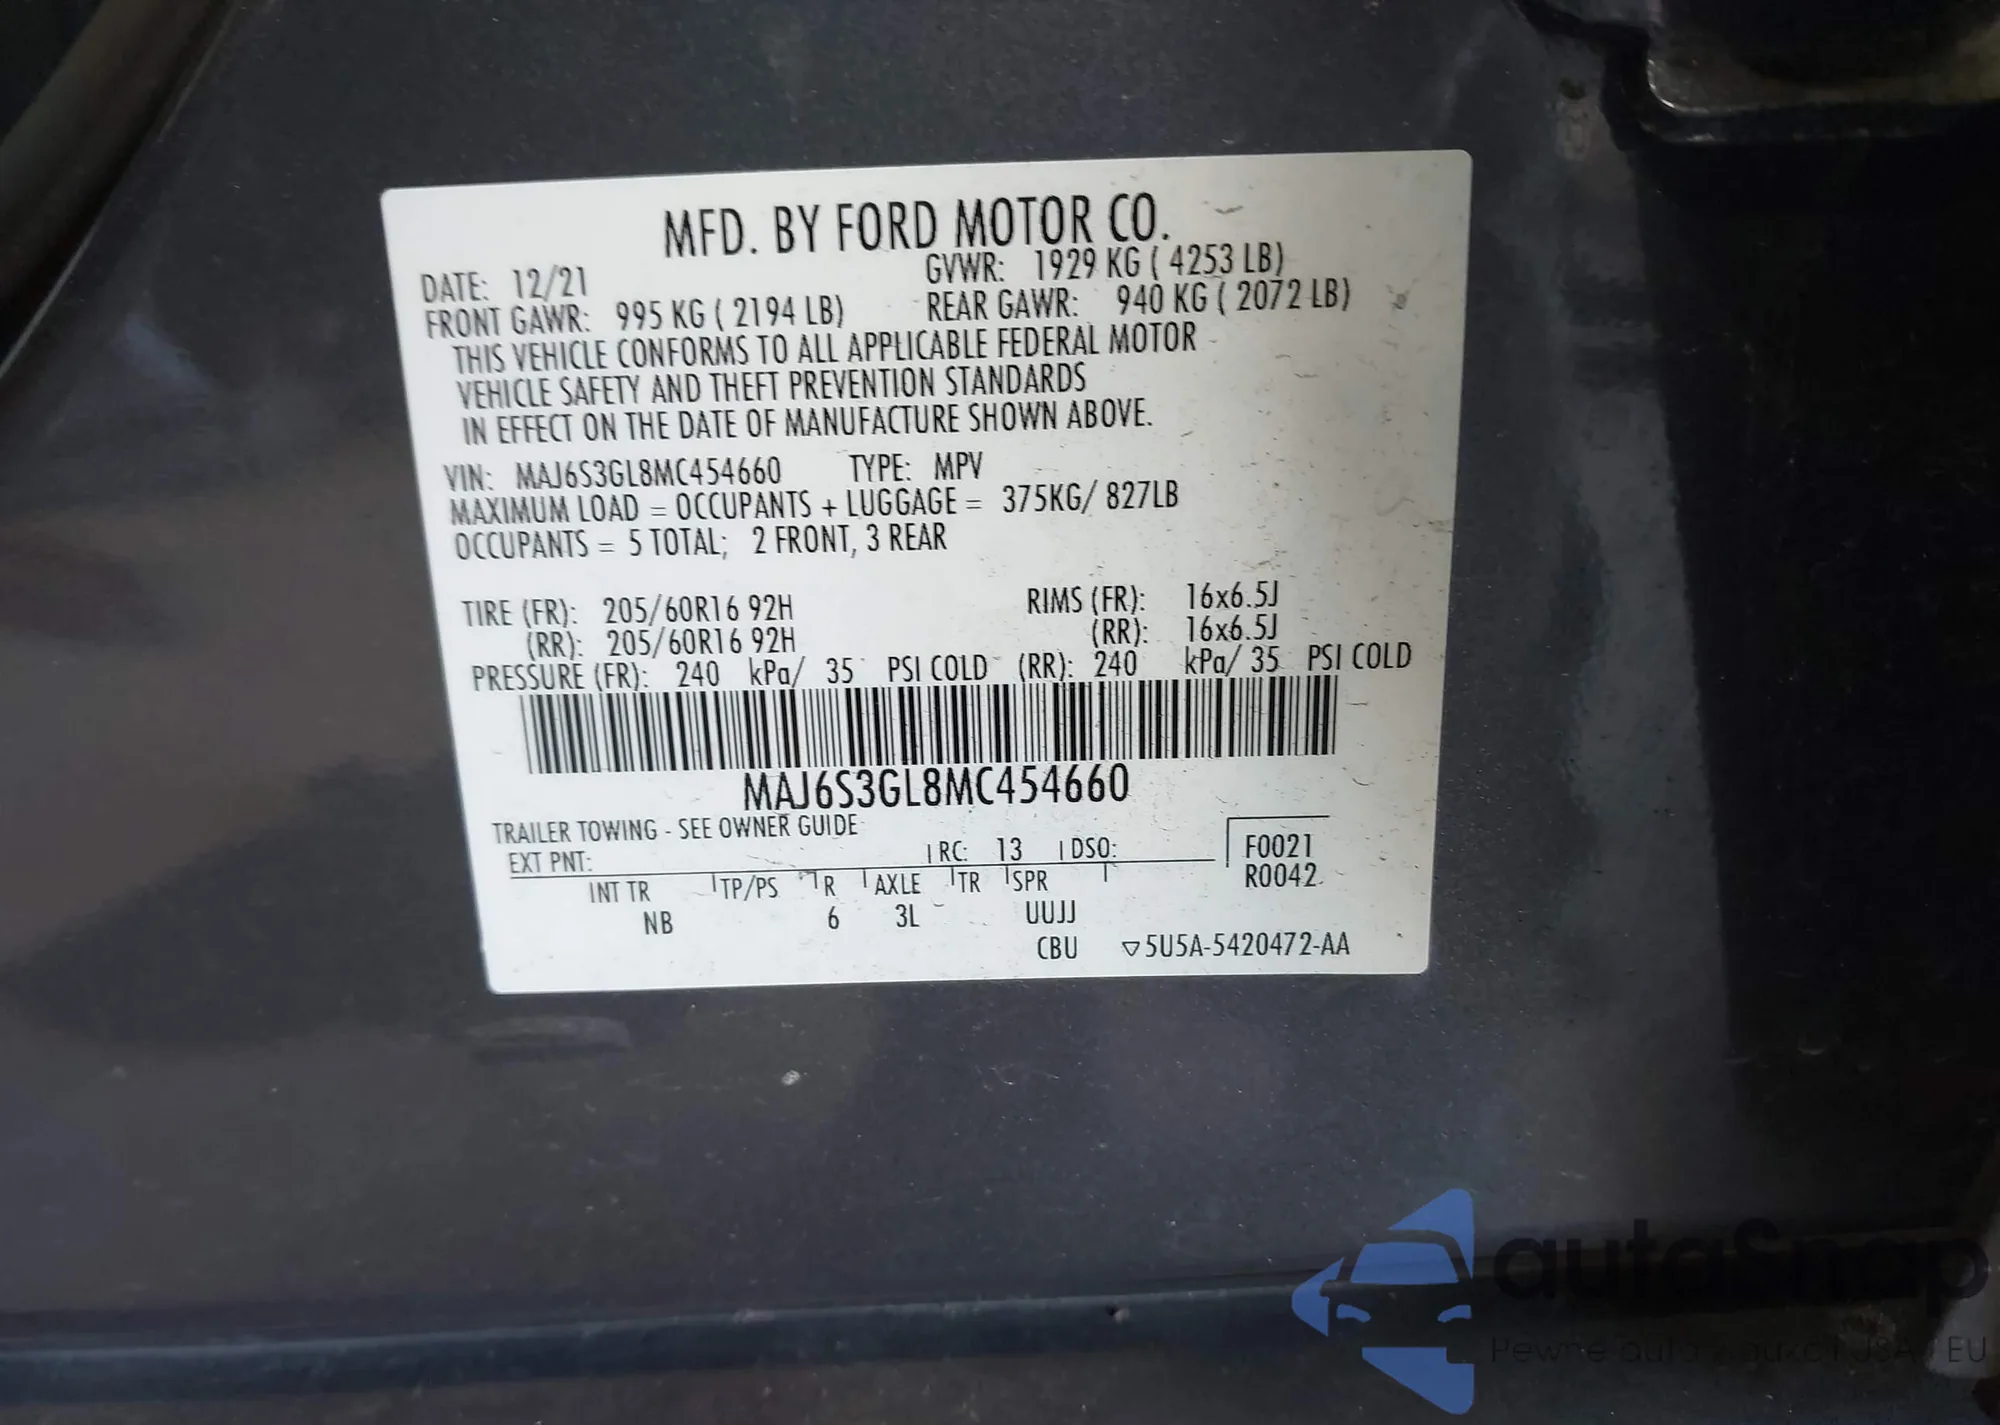 MFD. BY FORD MOTOR CO.
DATE: 12/21 GVWR: 1929 KG ( 4253 LB)
FRONT GAWR: 995 KG ( 2194 LB) REAR GAWR: 940 KG ( 2072 LB)
THIS VEHICLE CONFORMS TO ALL APPLICABLE FEDERAL MOTOR
VEHICLE SAFETY AND THEFT PREVENTION STANDARDS
IN EFFECT ON THE DATE OF MANUFACTURE SHOWN ABOVE.
VIN: MAJ6S3GL8MC454660 TYPE: MPV
MAXIMUM LOAD = OCCUPANTS + LUGGAGE = 375KG/ 827LB
OCCUPANTS = 5 TOTAL; 2 FRONT, 3 REAR
TIRE (FR): 205/60R16 92H RIMS (FR): 16x6.5J
(RR): 205/60R16 92H (RR): 16x6.5J
PRESSURE (FR): 240 kPa/ 35 PSI COLD (RR): 240 kPa/ 35 PSI COLD
MAJ6S3GL8MC454660
TRAILER TOWING - SEE OWNER GUIDE
EXT PNT: RC: 13 DSO: F0021
R0042
INT TR TP/PS R AXLE TR SPR
NB 6 3L UUJJ
CBU ▽5U5A-5420472-AA
autoSnap
Pewne auto z aukcji USA / EU